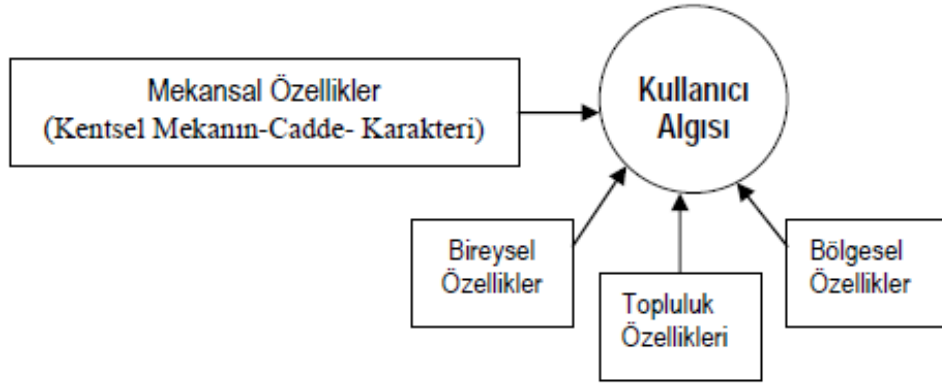 Mekansal Özellikler
(Kentsel Mekanın-Cadde- Karakteri)
Kullanıcı
Algısı
Bireysel
Özellikler
Topluluk
Özellikleri
Bölgesel
Özellikler